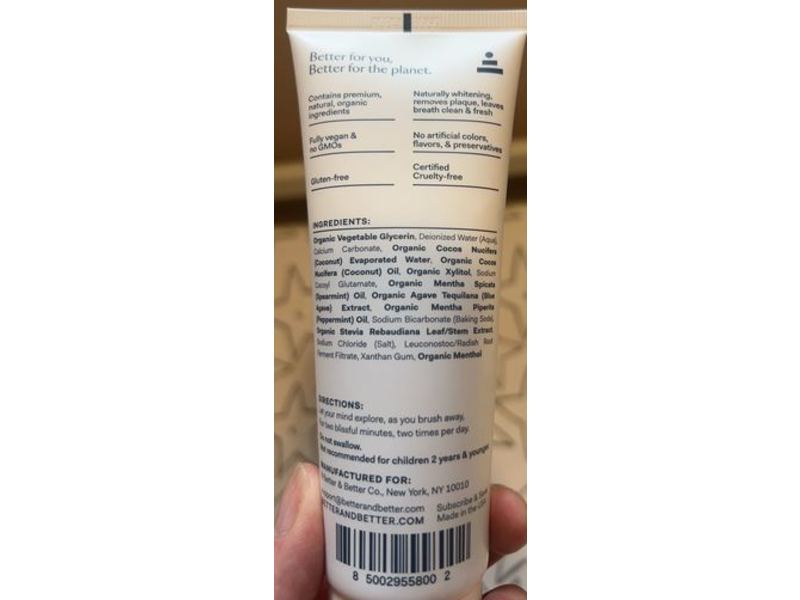 Better for you,
Better for the planet.
Contains premium,
natural, organic
ingredients
Naturally whitening,
removes plaque, leaves
breath clean & fresh
Fully vegan &
no GMOs
No artificial colors,
flavors, & preservatives
Gluten-free
Certified
Cruelty-free
INGREDIENTS:
Organic Vegetable Glycerin, Deionized Water (Aqua),
Calcium Carbonate, Organic Cocos Nucifera
(Coconut) Evaporated Water, Organic Cocos
Nucifera (Coconut) Oil, Organic Xylitol, Sodium
Cocoyl Glutamate, Organic Mentha Spicata
(Spearmint) Oil, Organic Agave Tequilana (Blue
Agave) Extract, Organic Mentha Piperita
(Peppermint) Oil, Sodium Bicarbonate (Baking Soda),
Organic Stevia Rebaudiana Leaf/Stem Extract,
Sodium Chloride (Salt), Leuconostoc/Radish Root
Ferment Filtrate, Xanthan Gum, Organic Menthol
DIRECTIONS:
Let your mind explore, as you brush away,
For two blissful minutes, two times per day.
Do not swallow.
Not recommended for children 2 years & younger.
MANUFACTURED FOR:
Better & Better Co., New York, NY 10010
support@betterandbetter.com
BETTERANDBETTER.COM
Subscribe & Save
Made in the USA
8 5002955800 2